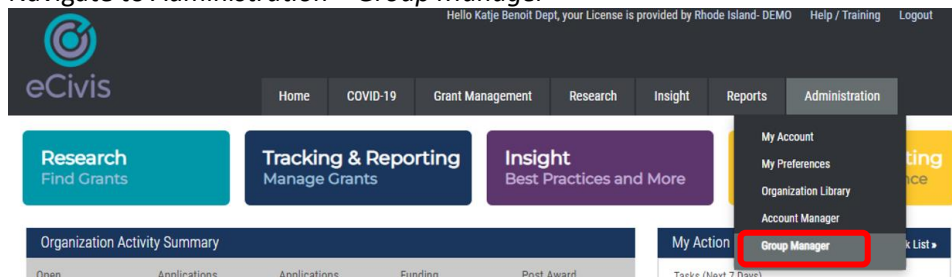 Navigate to Administration – Group Manager
Hello Katje Benoit Dept, your License is provided by Rhode Island- DEMO Help / Training Logout
eCivis
Home COVID-19 Grant Management Research Insight Reports Administration
My Account
My Preferences
Organization Library
Account Manager
Group Manager
Research
Find Grants
Tracking & Reporting
Manage Grants
Insight
Best Practices and More
ting
nce
Organization Activity Summary
My Action
k List »
Open Applications Applications Funding Post Award
Tasks (Next 7 Days)